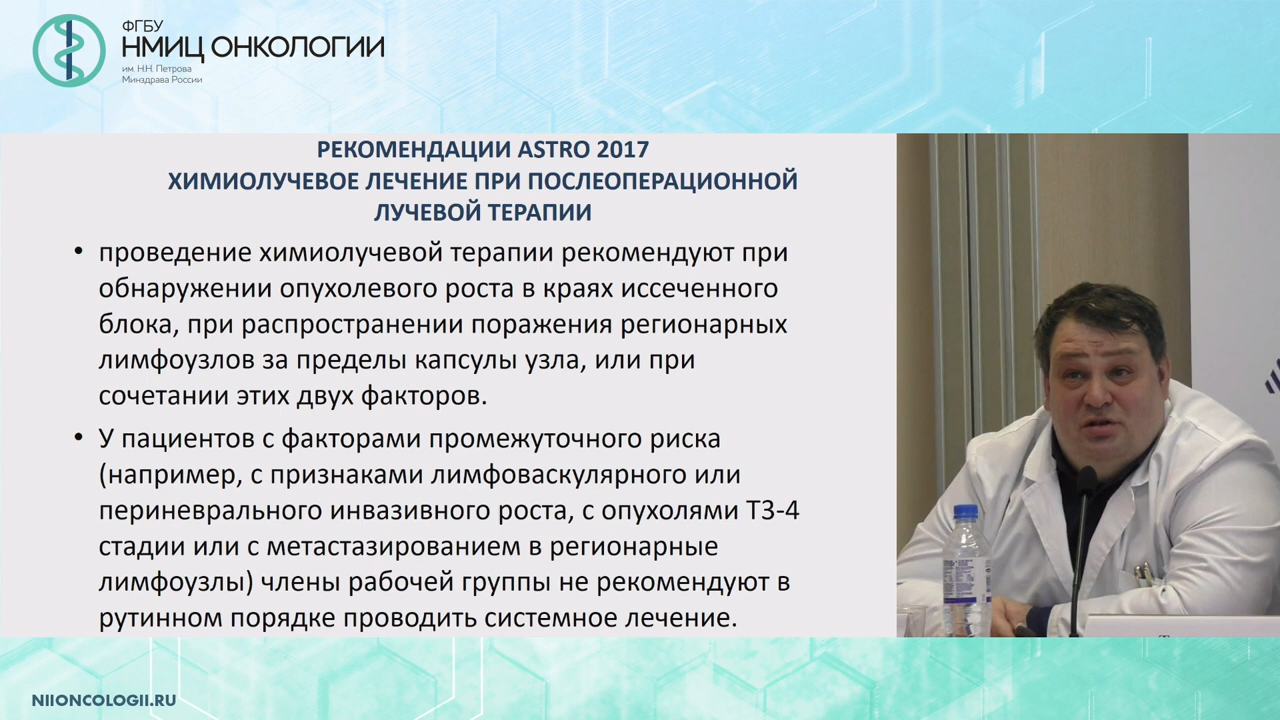 ФГБУ
НМИЦ ОНКОЛОГИИ
им. Н.Н. Петрова
Минздрава России
РЕКОМЕНДАЦИИ ASTRO 2017
ХИМИОЛУЧЕВОЕ ЛЕЧЕНИЕ ПРИ ПОСЛЕОПЕРАЦИОННОЙ
ЛУЧЕВОЙ ТЕРАПИИ
• проведение химиолучевой терапии рекомендуют при
обнаружении опухолевого роста в краях иссеченного
блока, при распространении поражения регионарных
лимфоузлов за пределы капсулы узла, или при
сочетании этих двух факторов.
• У пациентов с факторами промежуточного риска
(например, с признаками лимфоваскулярного или
периневрального инвазивного роста, с опухолями Т3-4
стадии или с метастазированием в регионарные
лимфоузлы) члены рабочей группы не рекомендуют в
рутинном порядке проводить системное лечение.
NIIONCOLOGII.RU